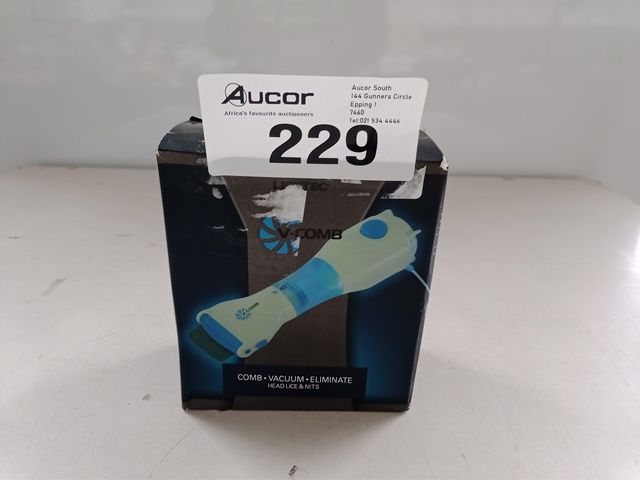 Aucor
Africa's favourite auctioneers
Aucor South
144 Gunners Circle
Epping 1
7460
Tel:021 534 4446
229
V-COMB
V-COMB
COMB • VACUUM • ELIMINATE
HEAD LICE & NITS